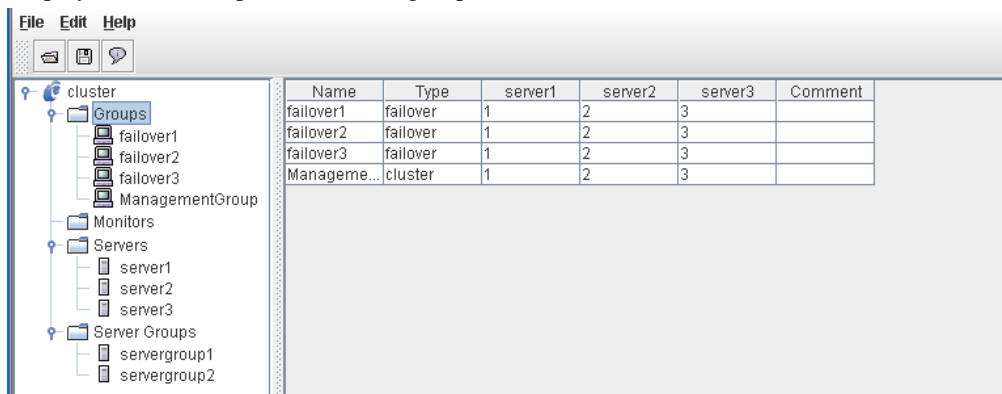 File Edit Help
cluster
Groups
failover1
failover2
failover3
ManagementGroup
Monitors
Servers
server1
server2
server3
Server Groups
servergroup1
servergroup2
Name Type server1 server2 server3 Comment
failover1 failover 1 2 3
failover2 failover 1 2 3
failover3 failover 1 2 3
Manageme... cluster 1 2 3